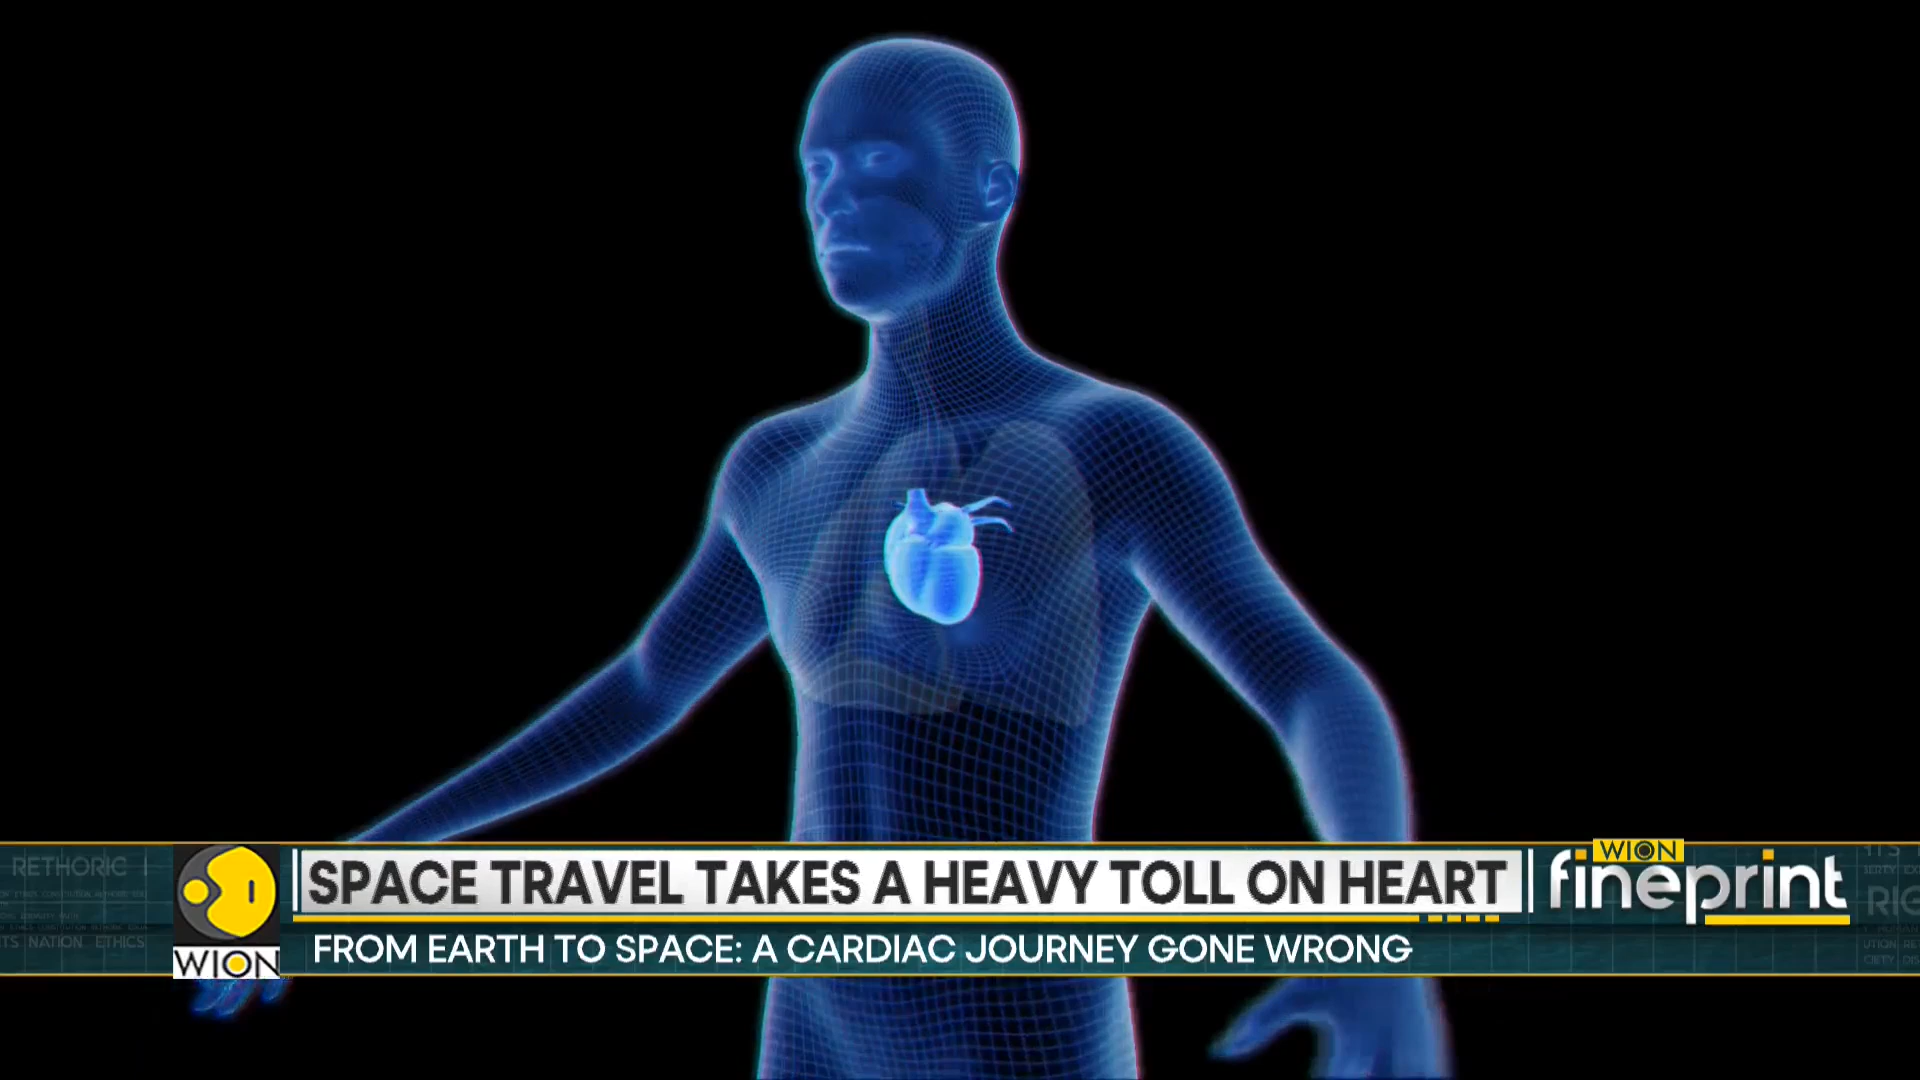 RETHORIC
NATION ETHICS
WION
SPACE TRAVEL TAKES A HEAVY TOLL ON HEART
FROM EARTH TO SPACE: A CARDIAC JOURNEY GONE WRONG
WION
fineprint